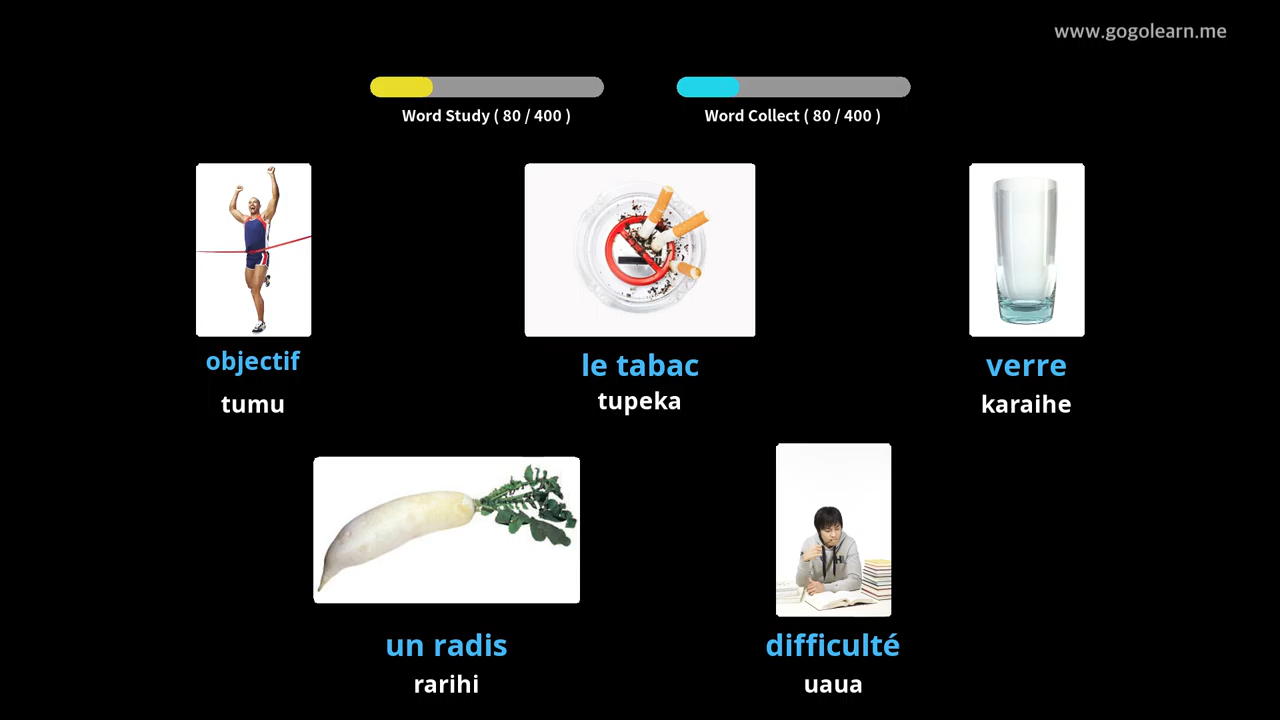 www.gogolearn.me
Word Study ( 80 / 400 )
Word Collect ( 80 / 400 )
objectif
tumu
le tabac
tupeka
verre
karaihe
un radis
rarihi
difficulté
uaua